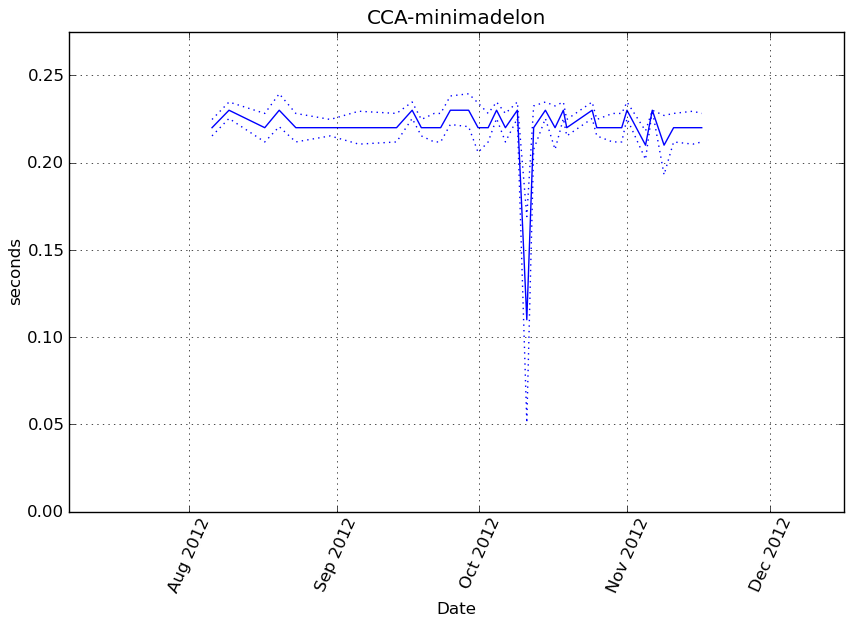 CCA-minimadelon
0.25
0.20
0.15
0.10
0.05
0.00
seconds
Aug 2012
Sep 2012
Oct 2012
Nov 2012
Dec 2012
Date